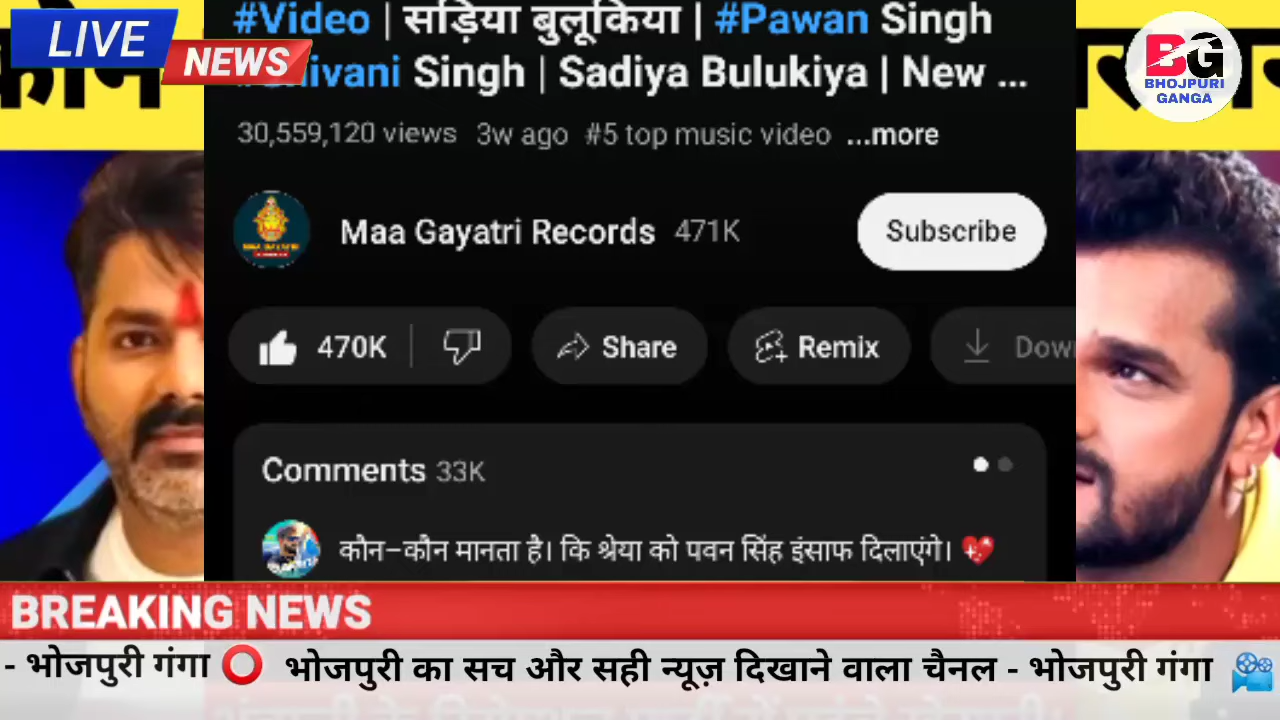 LIVE
NEWS
#Video | सड़िया बुलूकिया | #Pawan Singh
Singh | Sadiya Bulukiya | New ...
30,559,120 views 3w ago #5 top music video ...more
BG
BHOJPURI
GANGA
Maa Gayatri Records 471K
Subscribe
470K
Share
Remix
Comments 33K
कौन-कौन मानता है। कि श्रेया को पवन सिंह इंसाफ दिलाएंगे। 💖
BREAKING NEWS
- भोजपुरी गंगा ⭕ भोजपुरी का सच और सही न्यूज़ दिखाने वाला चैनल - भोजपुरी गंगा 🎥